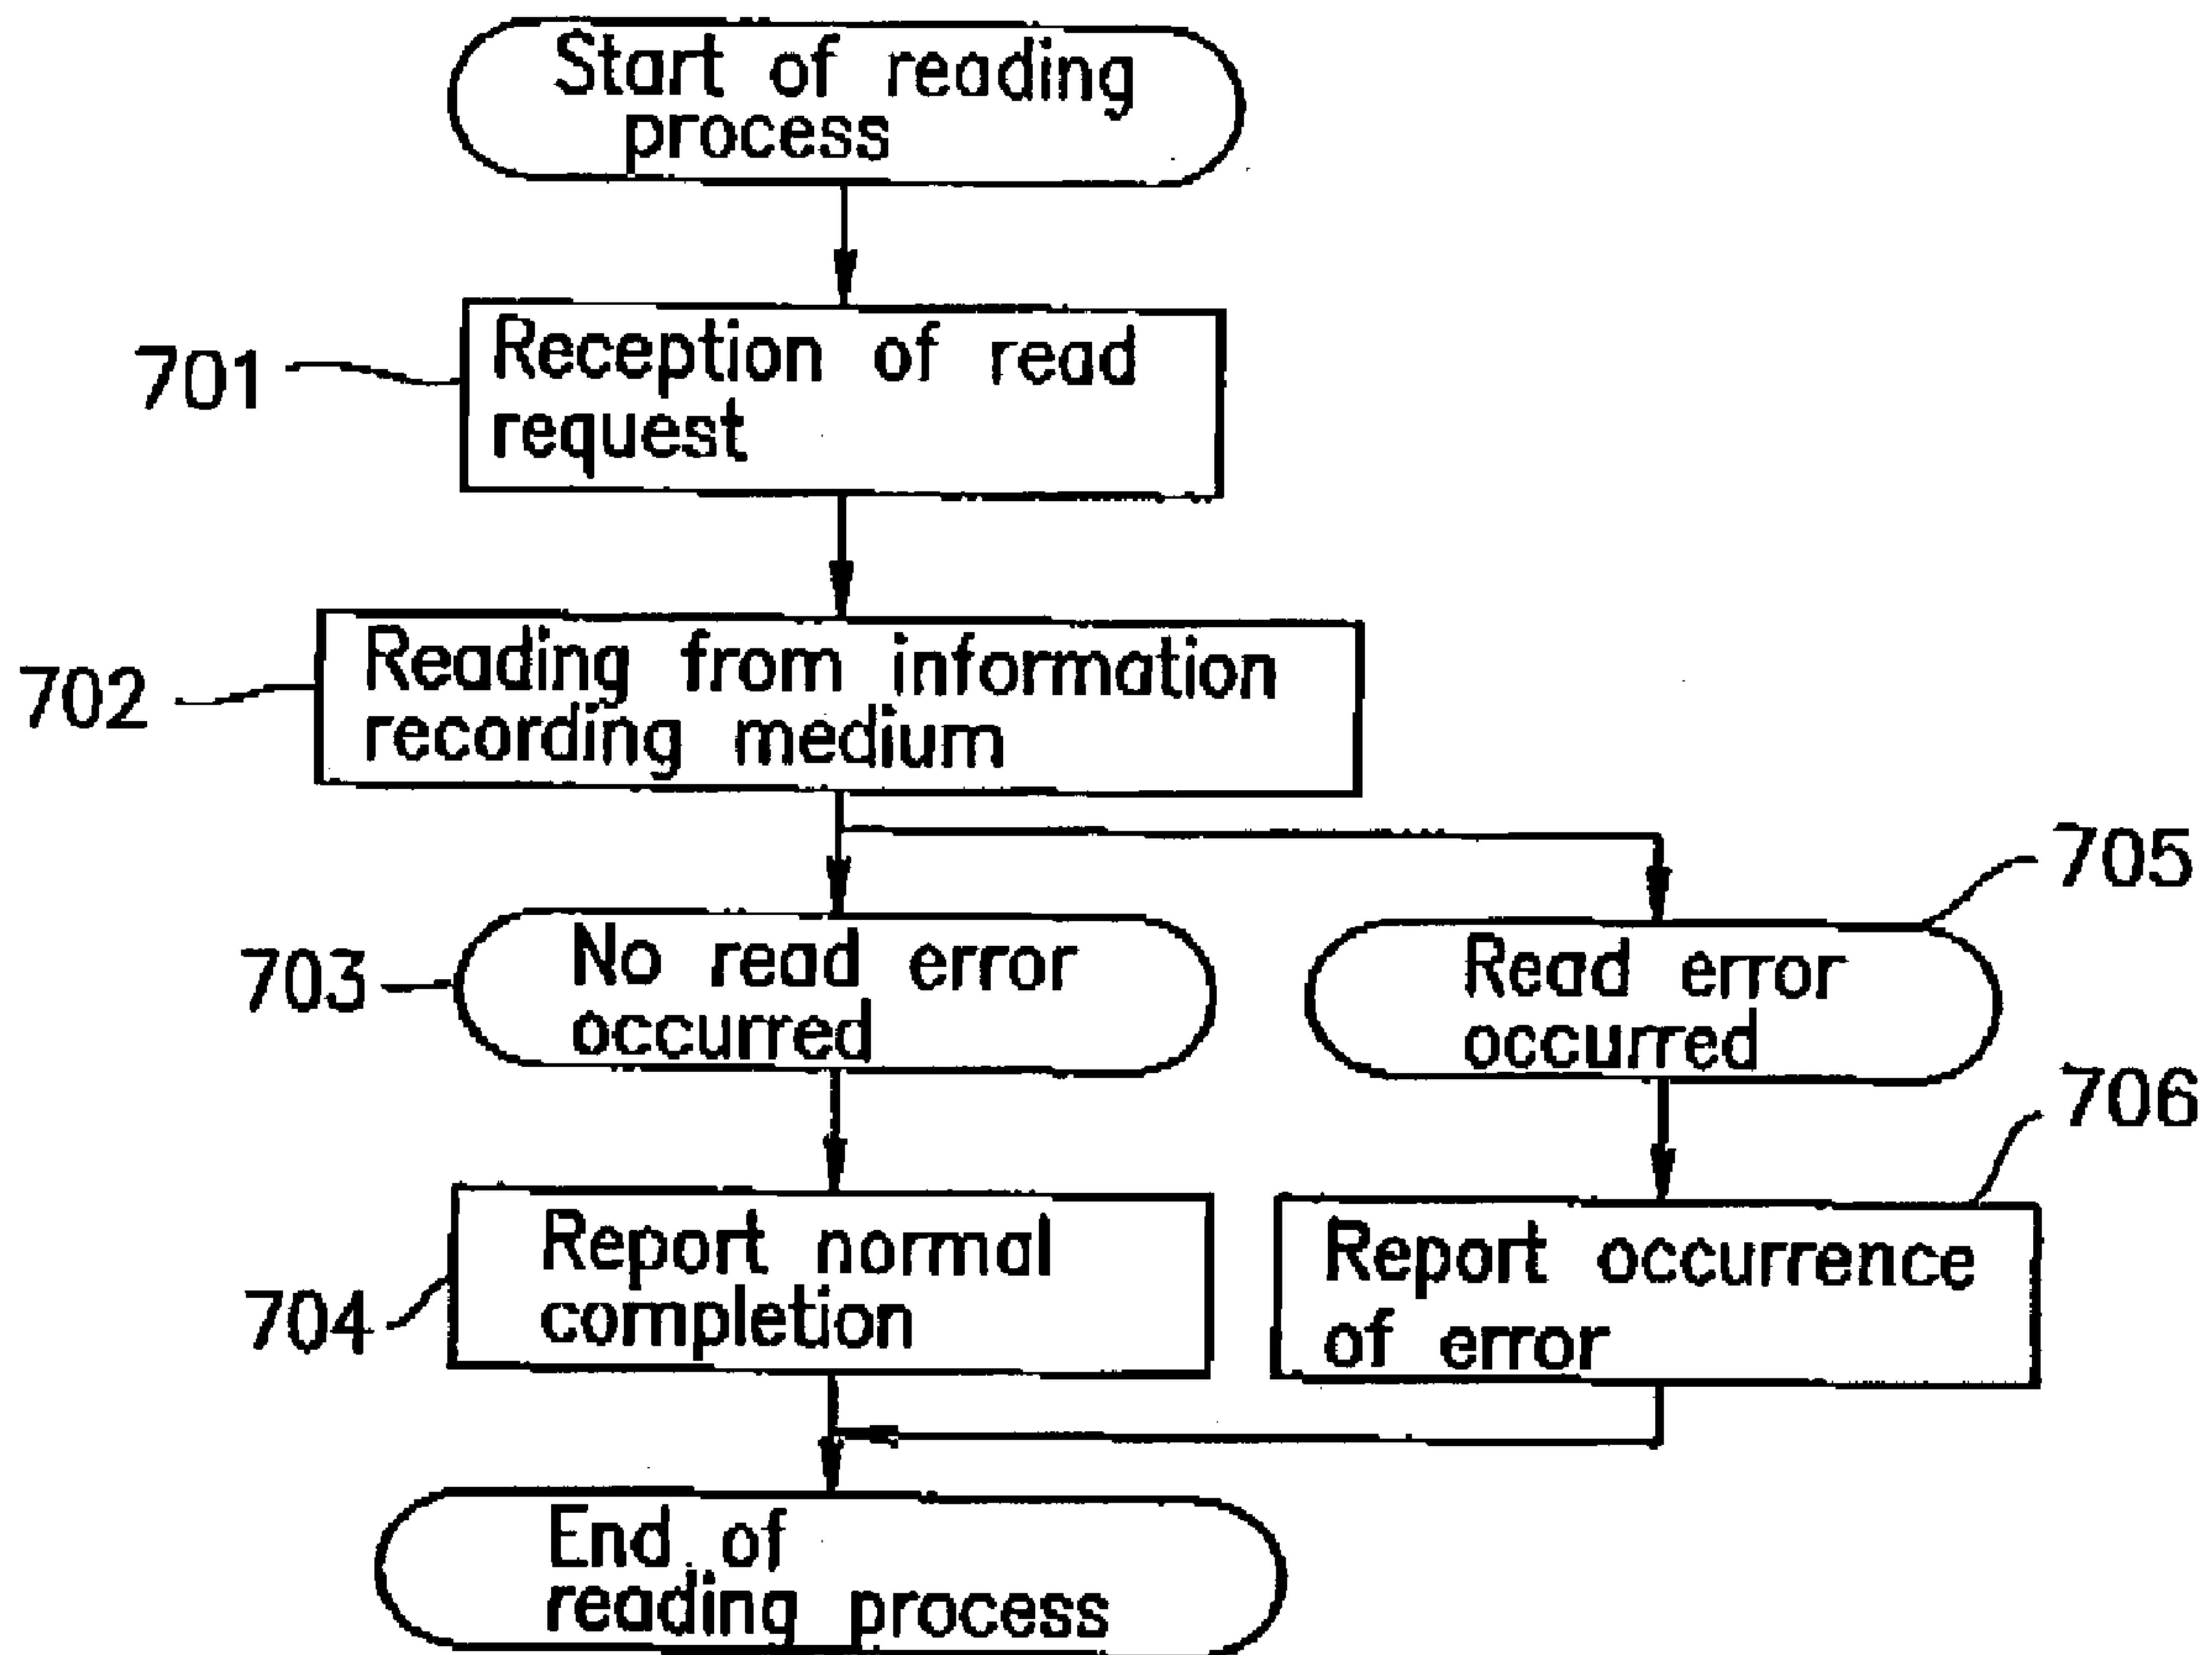 Start of reading
process
701
Reception of read
request
702
Reading from information
recording medium
703
No read error
occurred
705
Read error
occurred
704
Report normal
completion
706
Report occurrence
of error
End of
reading process